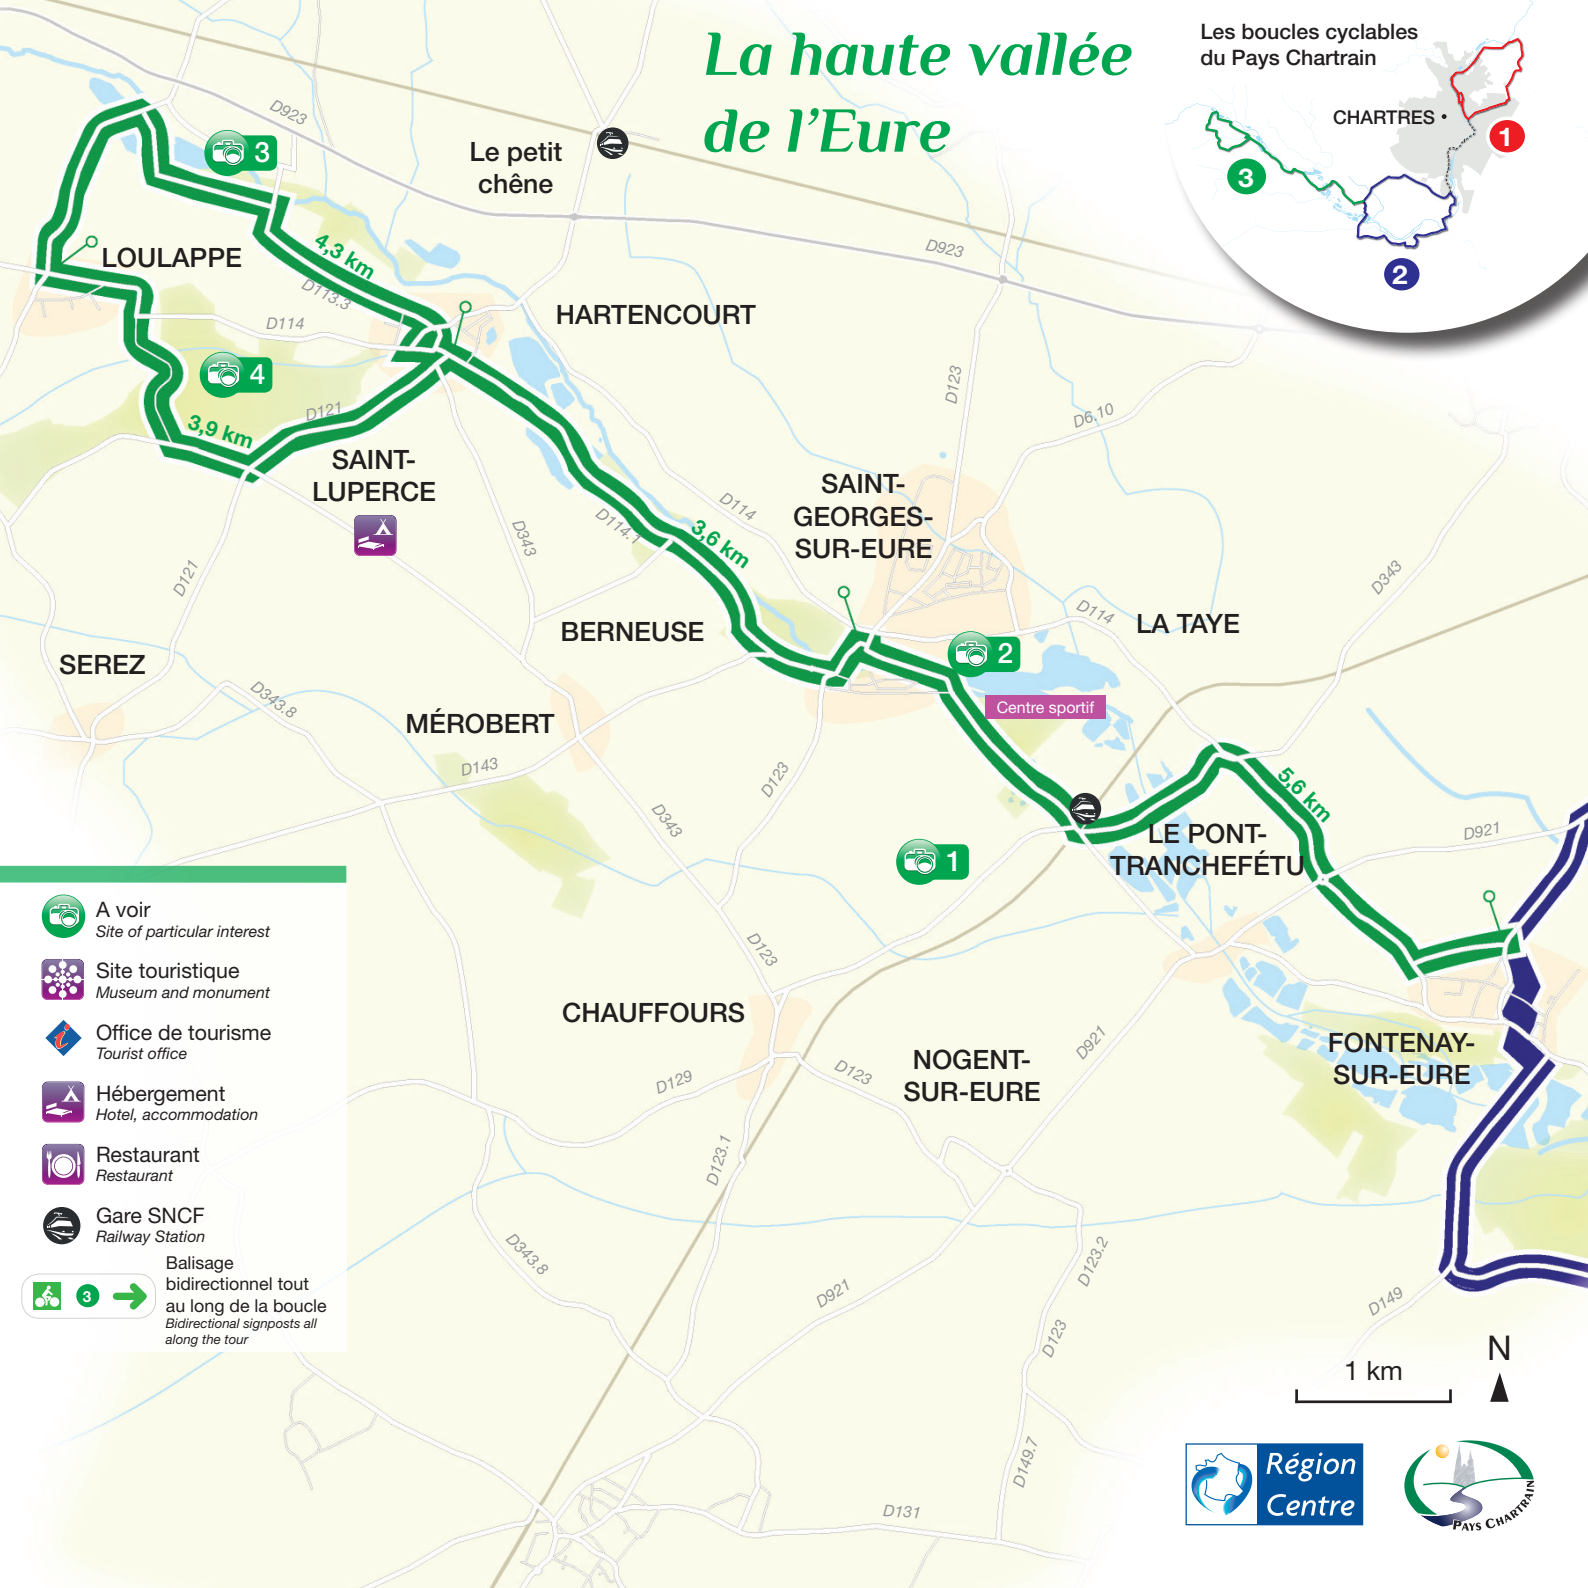 La haute vallée
de l'Eure
Les boucles cyclables
du Pays Chartrain
CHARTRES
1
2
3
D923
3
Le petit
chêne
LOULAPPE
4,3 km
D113.3
D114
HARTENCOURT
D923
4
D121
3,9 km
SAINT-
LUPERCE
D123
D6.10
D343
D114.1
3,6 km
D114
SAINT-
GEORGES-
SUR-EURE
D121
BERNEUSE
D114
LA TAYE
D343
2
Centre sportif
SEREZ
D343.8
MÉROBERT
D143
D343
D123
5,6 km
LE PONT-
TRANCHEFÉTU
D921
1
D123
CHAUFFOURS
NOGENT-
SUR-EURE
D921
FONTENAY-
SUR-EURE
D129
D123
D123.1
D343.8
D921
D123.2
D123
D149
D149.7
D131
A voir
Site of particular interest
Site touristique
Museum and monument
Office de tourisme
Tourist office
Hébergement
Hotel, accommodation
Restaurant
Restaurant
Gare SNCF
Railway Station
3
Balisage
bidirectionnel tout
au long de la boucle
Bidirectional signposts all
along the tour
1 km
N
Région
Centre
PAYS CHARTRAIN